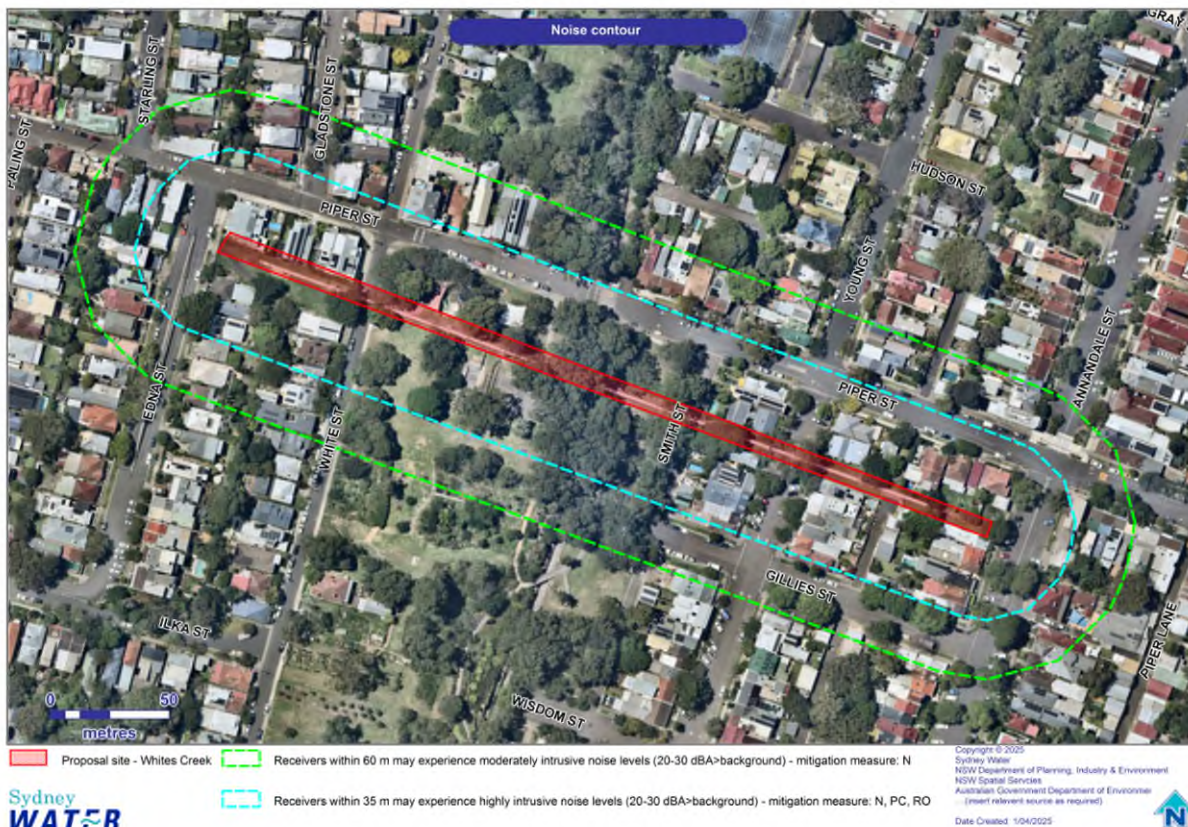 Noise contour
GRAY
STARLING ST
GLADSTONE ST
PALING ST
HUDSON ST
PIPER ST
YOUNG ST
ANNANDALE ST
EDNA ST
WHITE ST
SMITH ST
PIPER ST
GILLIES ST
ILKA ST
PIPER LANE
WISDOM ST
0 50
metres
Proposal site - Whites Creek
Receivers within 60 m may experience moderately intrusive noise levels (20-30 dBA>background) - mitigation measure: N
Receivers within 35 m may experience highly intrusive noise levels (20-30 dBA>background) - mitigation measure: N, PC, RO
Sydney
WATER
Copyright © 2025
Sydney Water
NSW Department of Planning, Industry & Environment
NSW Spatial Servcies
Australian Government Department of Environmer
...(insert relevent source as required)
Date Created: 1/04/2025
N